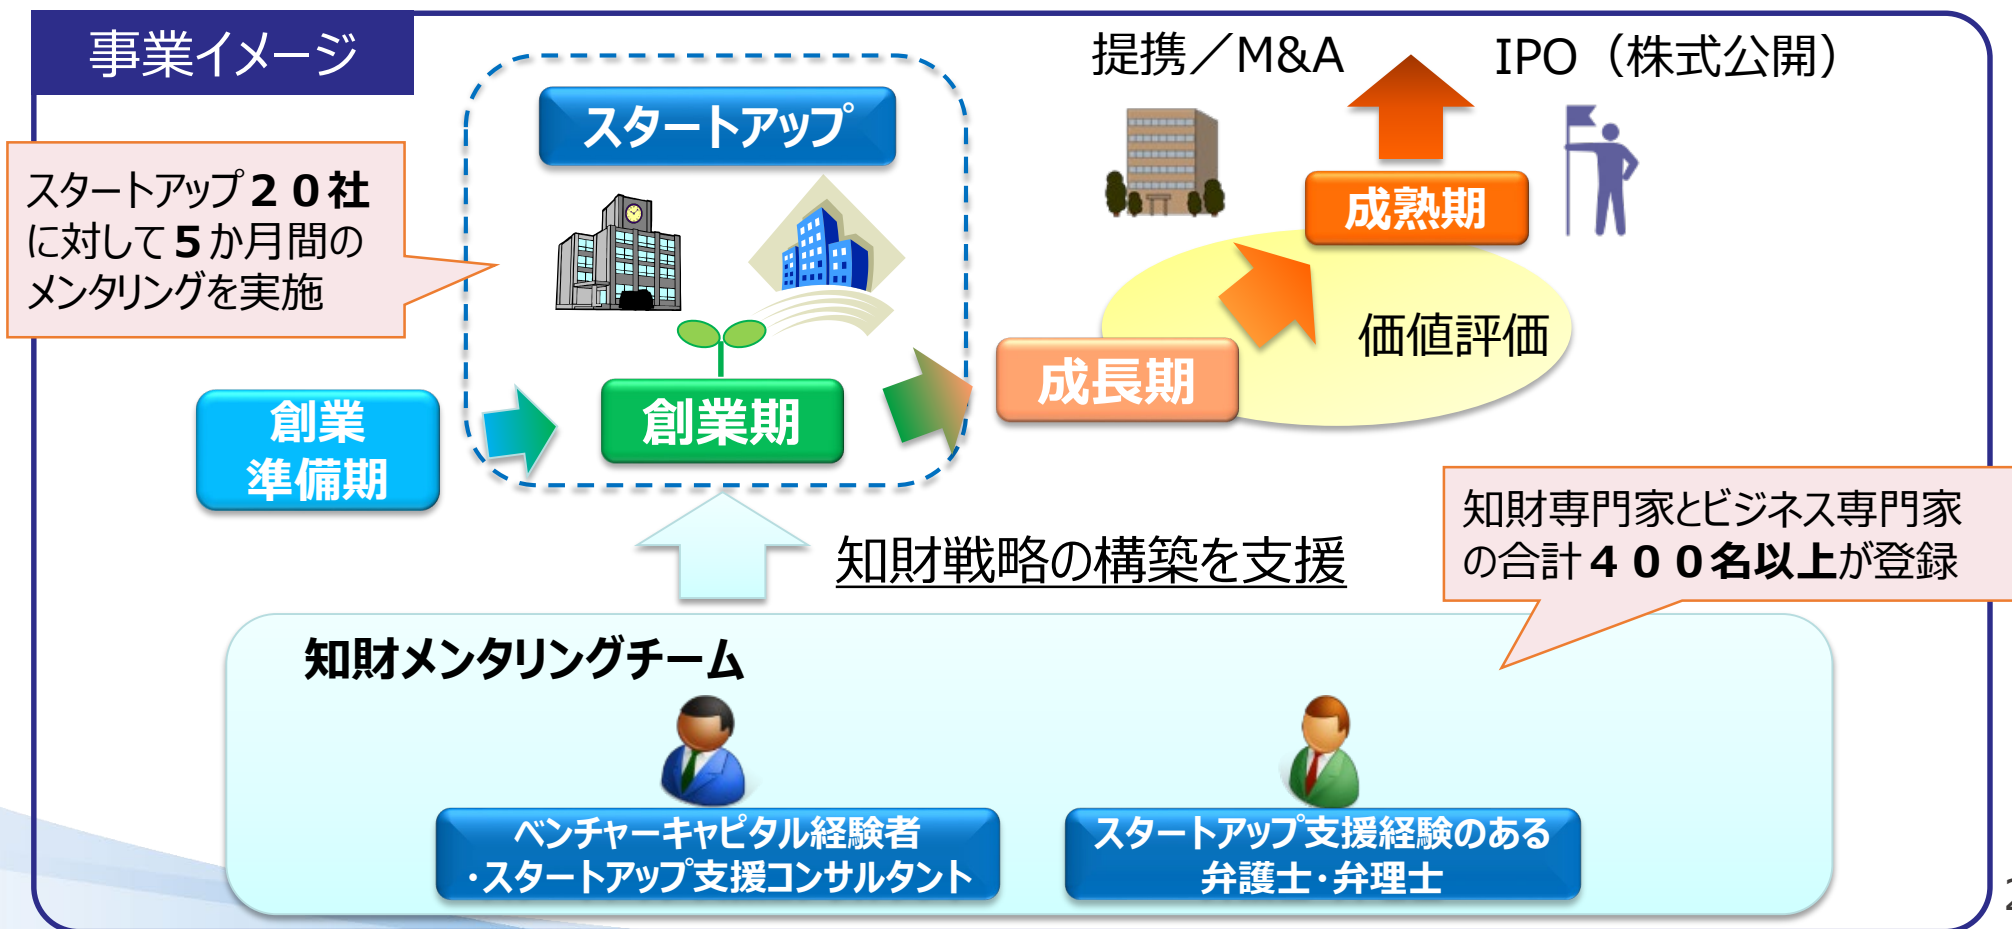 事業イメージ
提携／M&A
IPO（株式公開）
スタートアップ
スタートアップ２０社
に対して５か月間の
メンタリングを実施
成熟期
価値評価
成長期
創業
準備期
創業期
知財戦略の構築を支援
知財専門家とビジネス専門家
の合計４００名以上が登録
知財メンタリングチーム
ベンチャーキャピタル経験者
・スタートアップ支援コンサルタント
スタートアップ支援経験のある
弁護士・弁理士